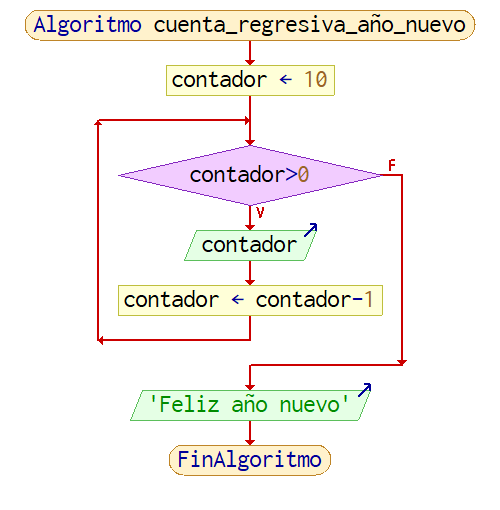 Algoritmo cuenta_regresiva_año_nuevo
contador ← 10
contador>0
F
V
contador
contador ← contador-1
'Feliz año nuevo'
FinAlgoritmo